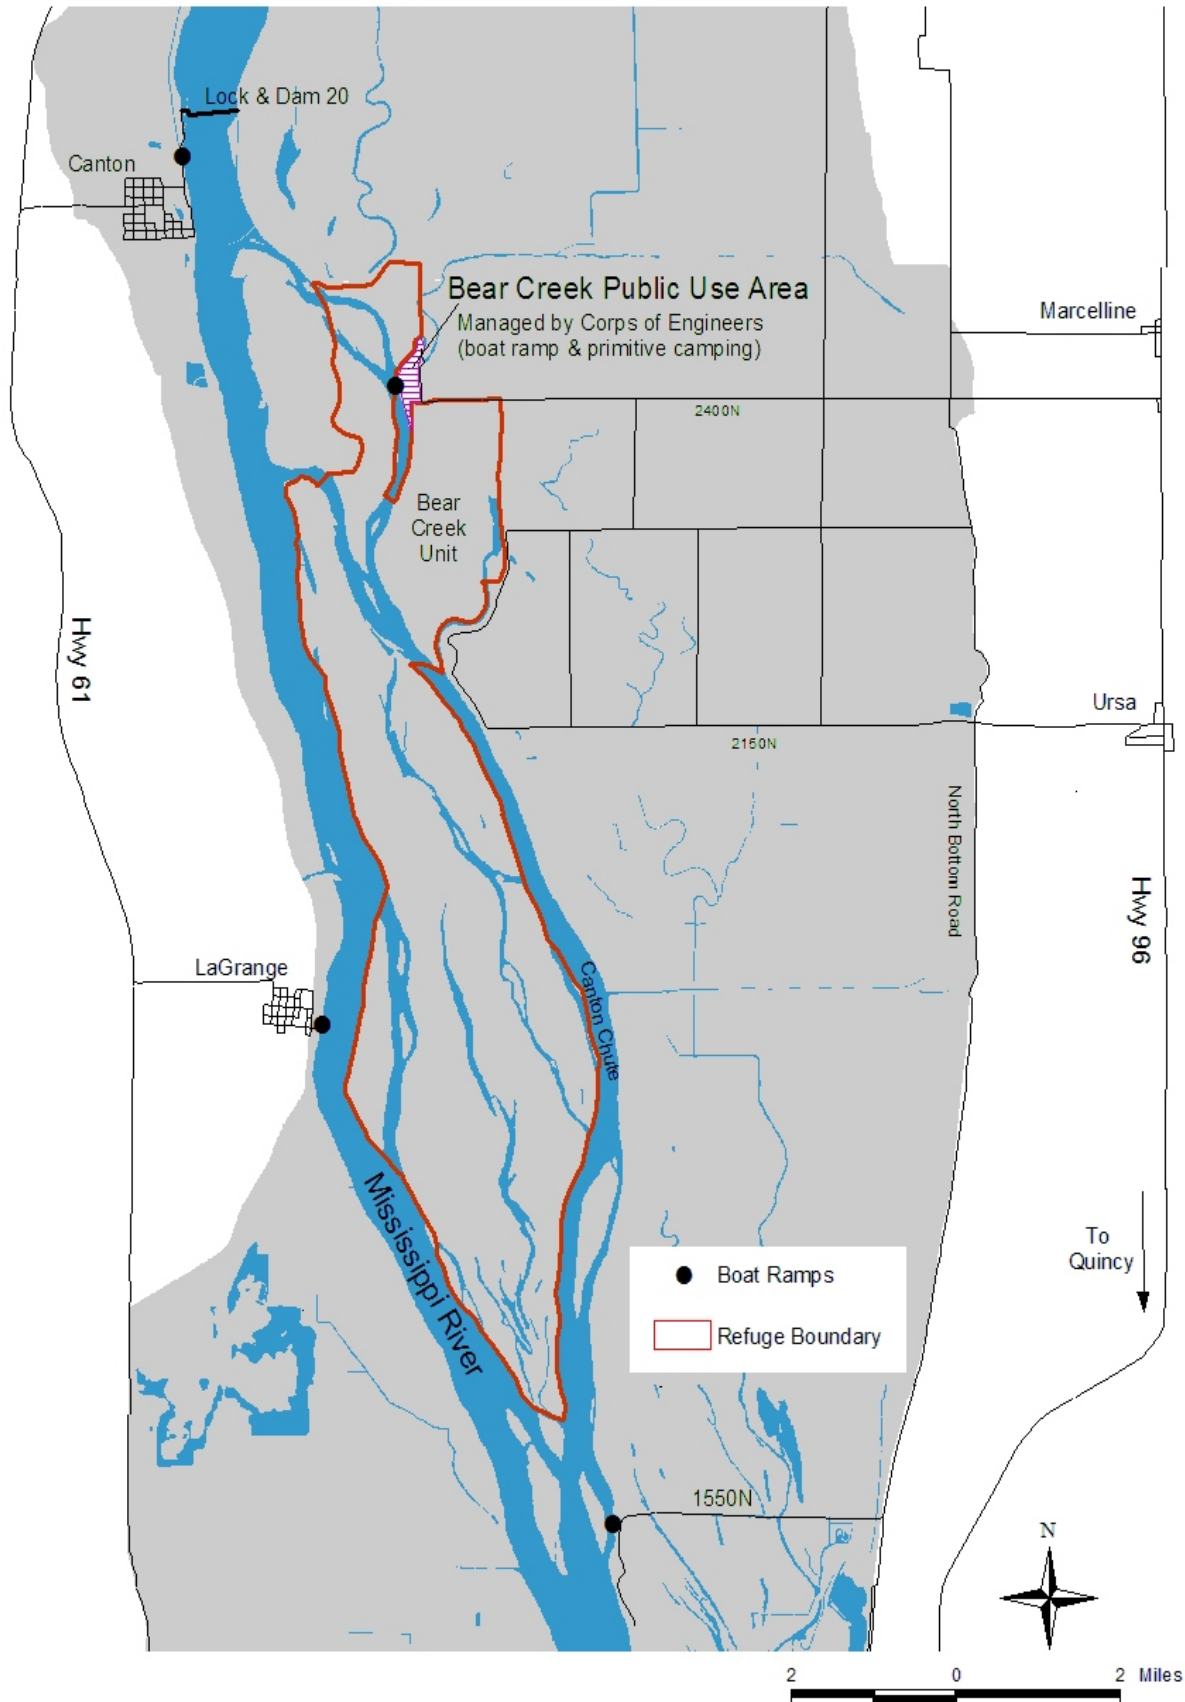 Lock & Dam 20
Canton
Bear Creek Public Use Area
Managed by Corps of Engineers
(boat ramp & primitive camping)
Marcelline
2400N
Bear
Creek
Unit
Hwy 61
Ursa
2150N
North Bottom Road
Hwy 96
LaGrange
Canton Chute
Mississippi River
To
Quincy
Boat Ramps
Refuge Boundary
1550N
N
2 0 2 Miles